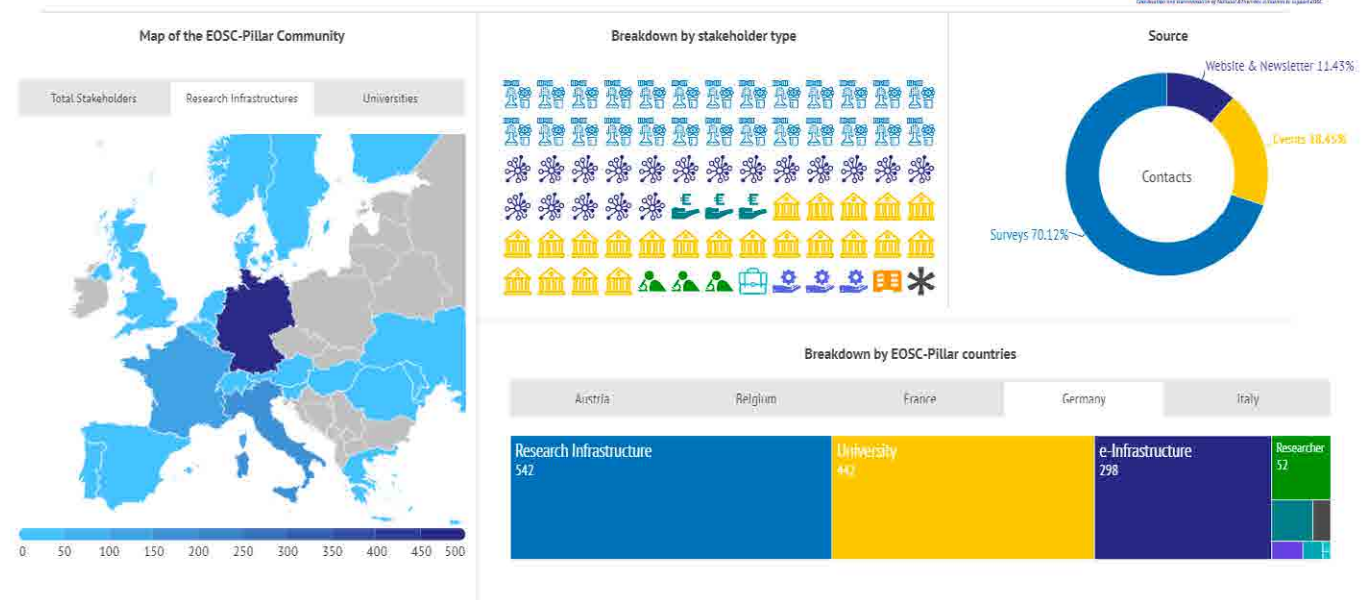 Map of the EOSC-Pillar Community
Total Stakeholders
Research Infrastructures
Universities
0 50 100 150 200 250 300 350 400 450 500
Breakdown by stakeholder type
Source
Website & Newsletter 11.43%
Events 18.45%
Surveys 70.12%
Contacts
Breakdown by EOSC-Pillar countries
Austria
Belgium
France
Germany
Italy
Research Infrastructure
542
University
442
e-Infrastructure
298
Researcher
52